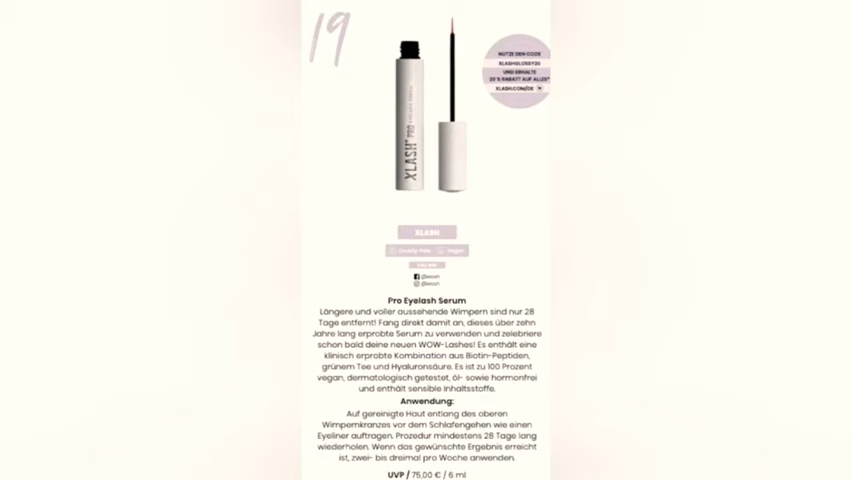 19
NUTZE DEN CODE
XLASHGLOSSY20
UND ERHALTE
20 % RABATT AUF ALLES*
XLASH.COM/DE
XLASH PRO EYELASH SERUM
XLASH
Cruelty-Free Vegan
@xlash
@xlash
Pro Eyelash Serum
Längere und voller aussehende Wimpern sind nur 28
Tage entfernt! Fang direkt damit an, dieses über zehn
Jahre lang erprobte Serum zu verwenden und zelebriere
schon bald deine neuen WOW-Lashes! Es enthält eine
klinisch erprobte Kombination aus Biotin-Peptiden,
grünem Tee und Hyaluronsäure. Es ist zu 100 Prozent
vegan, dermatologisch getestet, öl- sowie hormonfrei
und enthält sensible Inhaltsstoffe.
Anwendung:
Auf gereinigte Haut entlang des oberen
Wimpernkranzes vor dem Schlafengehen wie einen
Eyeliner auftragen. Prozedur mindestens 28 Tage lang
wiederholen. Wenn das gewünschte Ergebnis erreicht
ist, zwei- bis dreimal pro Woche anwenden.
UVP / 75,00 € / 6 ml